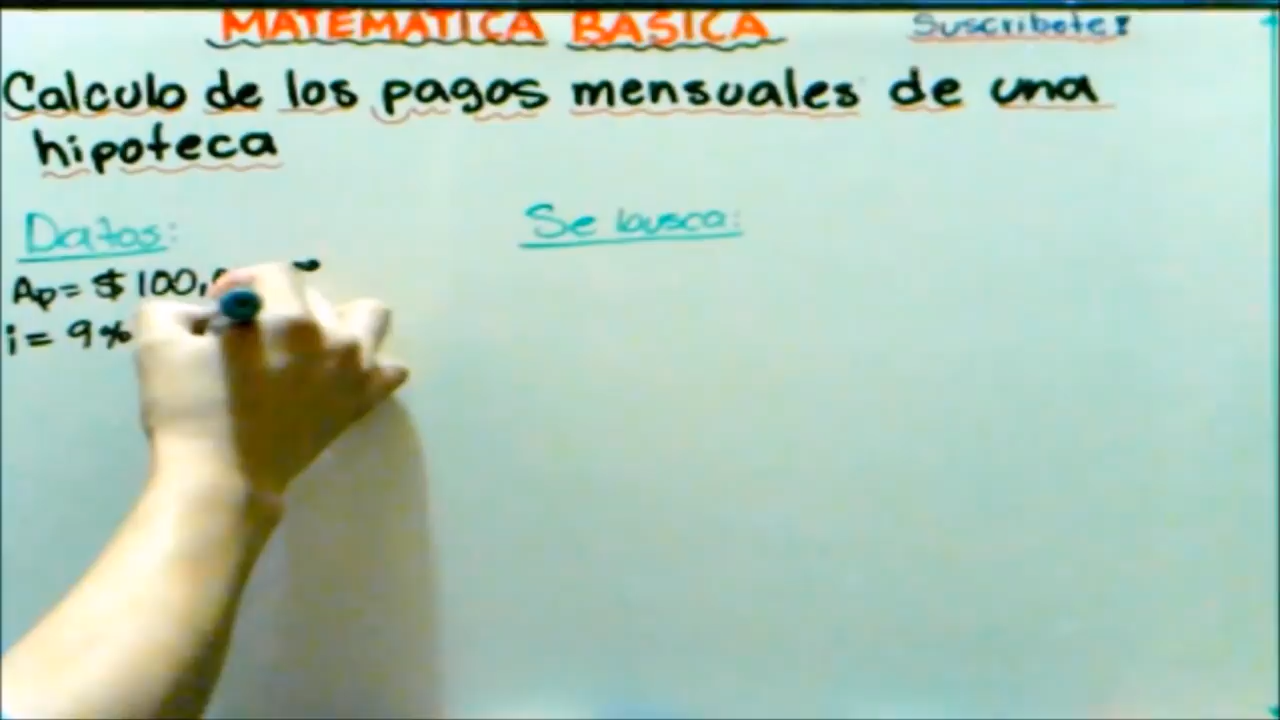 MATEMATICA BASICA
Suscribete!
Calculo de los pagos mensuales de una
hipoteca
Datos:
Se busca:
Ap= $100,
i= 9%